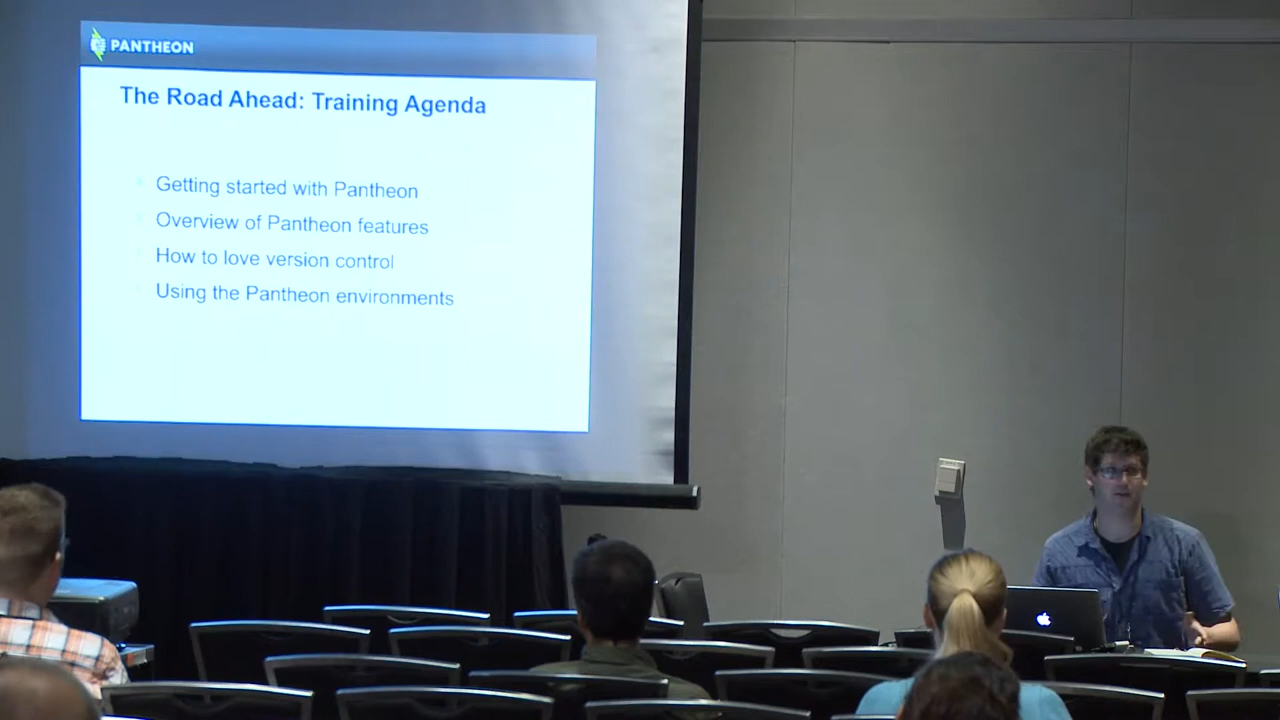 PANTHEON
The Road Ahead: Training Agenda
Getting started with Pantheon
Overview of Pantheon features
How to love version control
Using the Pantheon environments